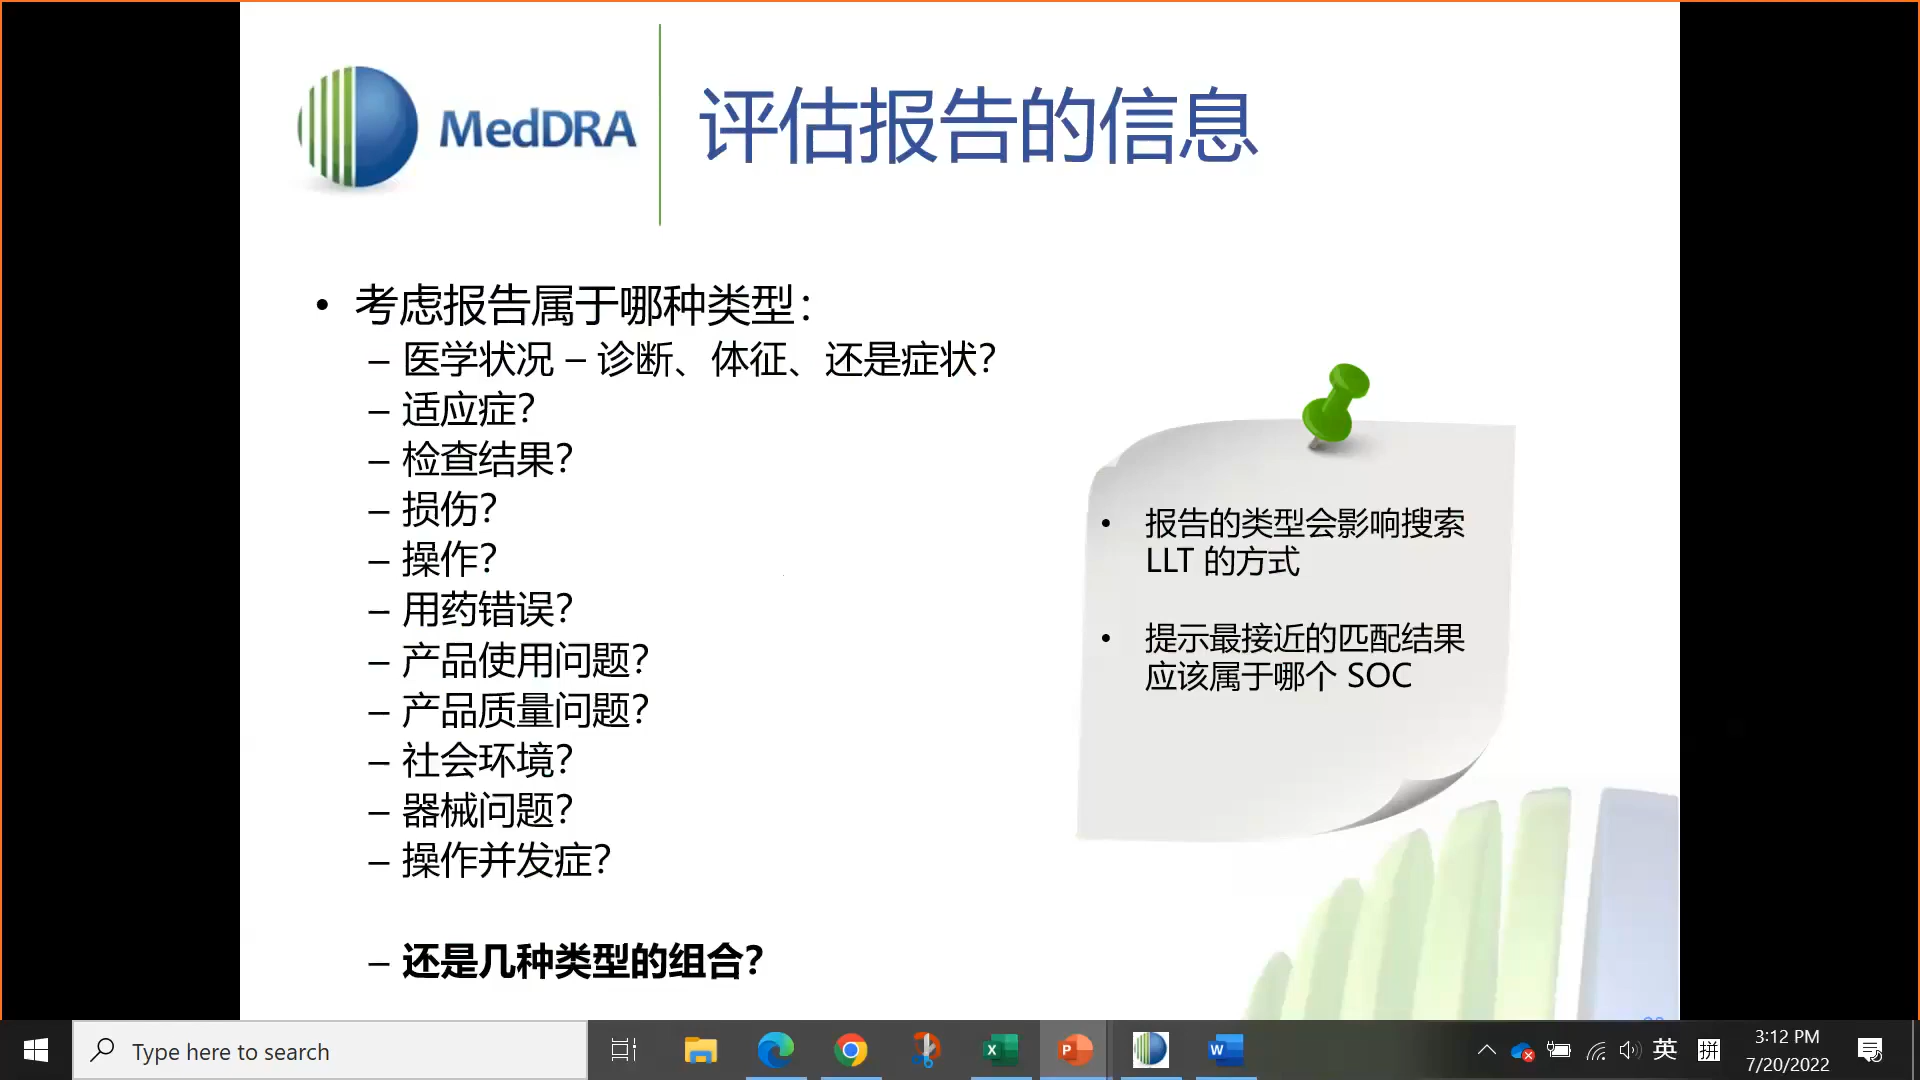 MedDRA
评估报告的信息
• 考虑报告属于哪种类型：
– 医学状况 – 诊断、体征、还是症状？
– 适应症？
– 检查结果？
– 损伤？
– 操作？
– 用药错误？
– 产品使用问题？
– 产品质量问题？
– 社会环境？
– 器械问题？
– 操作并发症？
– 还是几种类型的组合？
• 报告的类型会影响搜索
LLT 的方式
• 提示最接近的匹配结果
应该属于哪个 SOC
Type here to search
英
拼
3:12 PM
7/20/2022